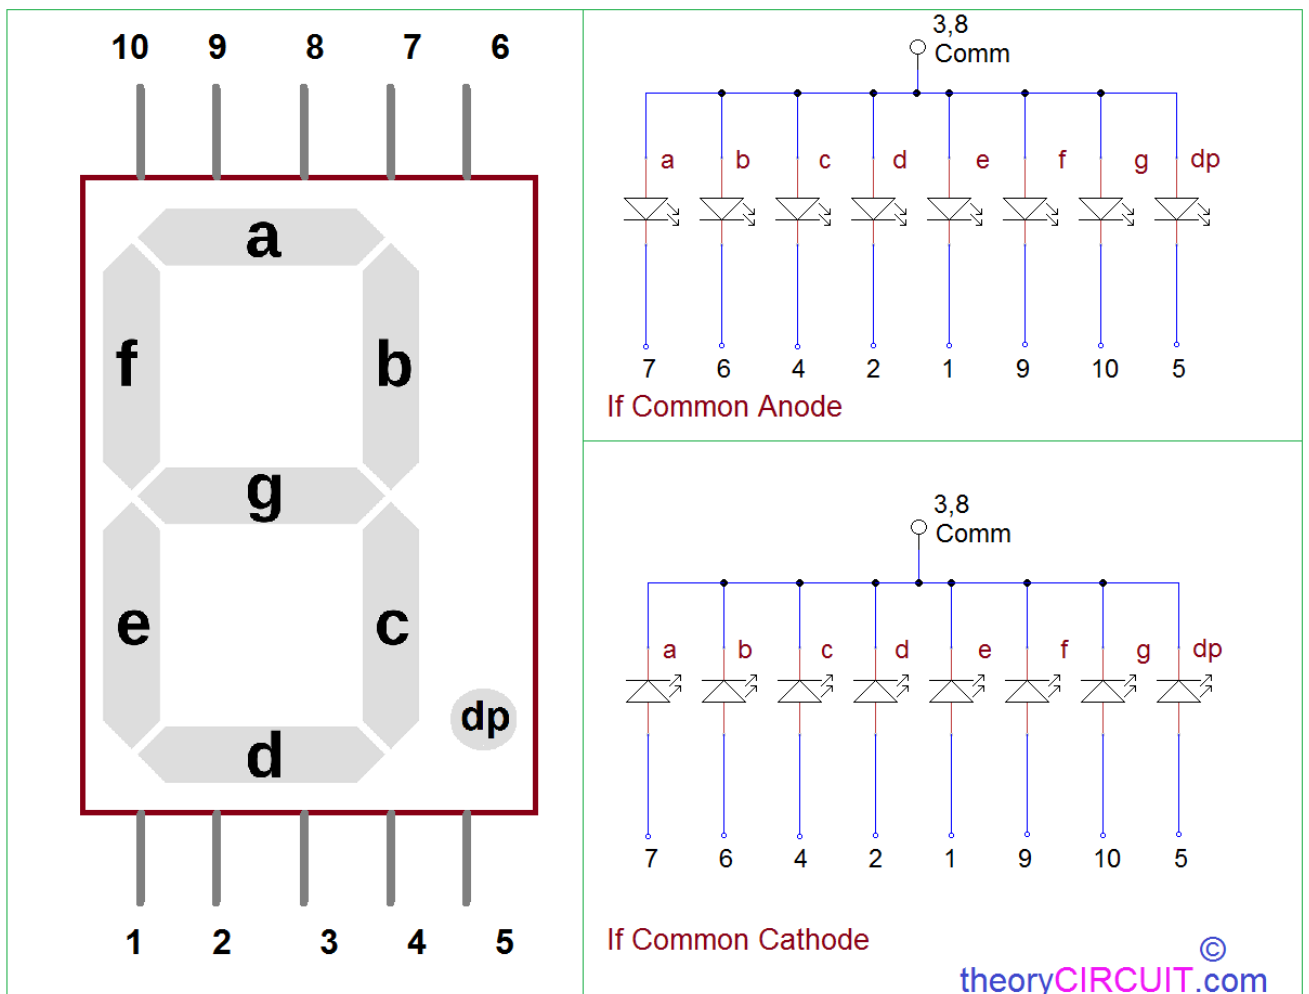 10 9 8 7 6
a
f b
g
e c
dp
d
1 2 3 4 5
3,8
Comm
a b c d e f g dp
7 6 4 2 1 9 10 5
If Common Anode
3,8
Comm
a b c d e f g dp
7 6 4 2 1 9 10 5
If Common Cathode
©
theoryCIRCUIT.com